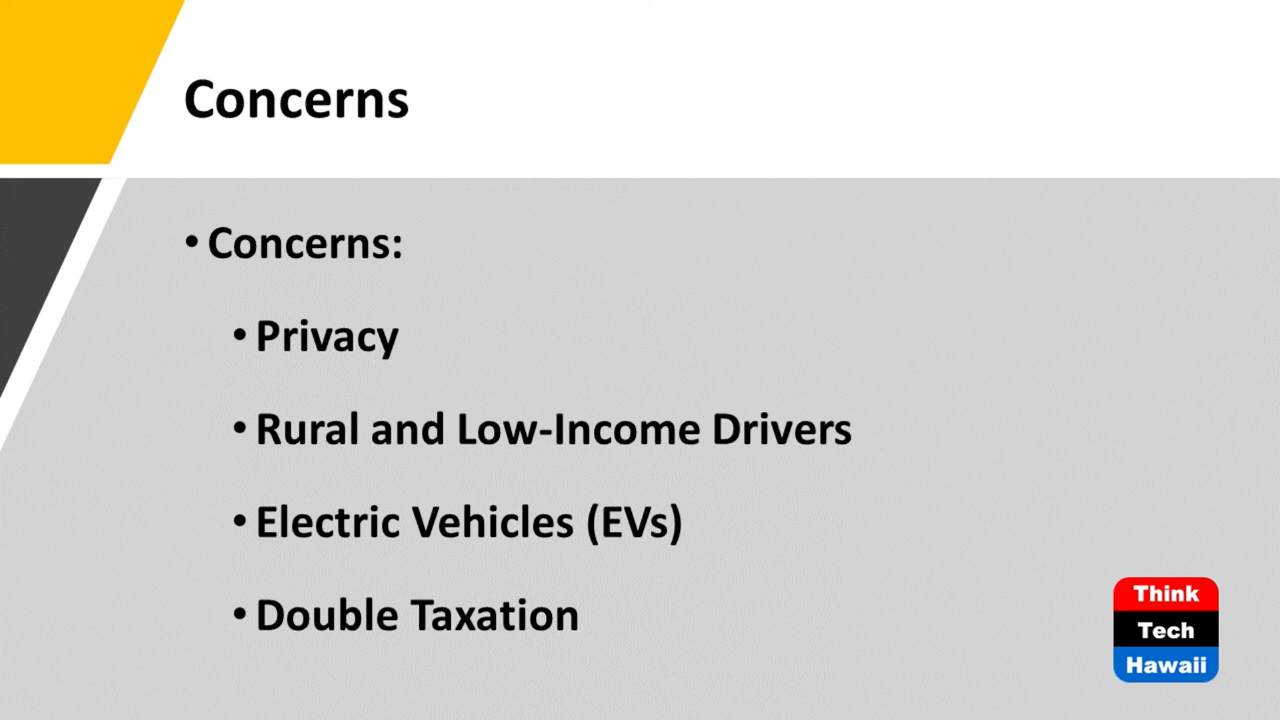 Concerns
• Concerns:
• Privacy
• Rural and Low-Income Drivers
• Electric Vehicles (EVs)
• Double Taxation
Think
Tech
Hawaii